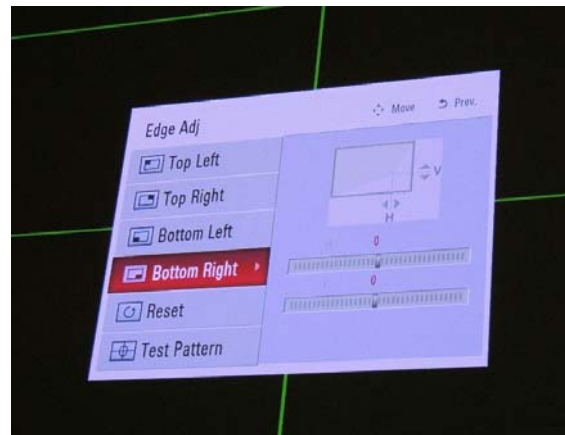 Edge Adj
Move Prev.
Top Left
Top Right
Bottom Left
Bottom Right
Reset
Test Pattern
V
H
0
0